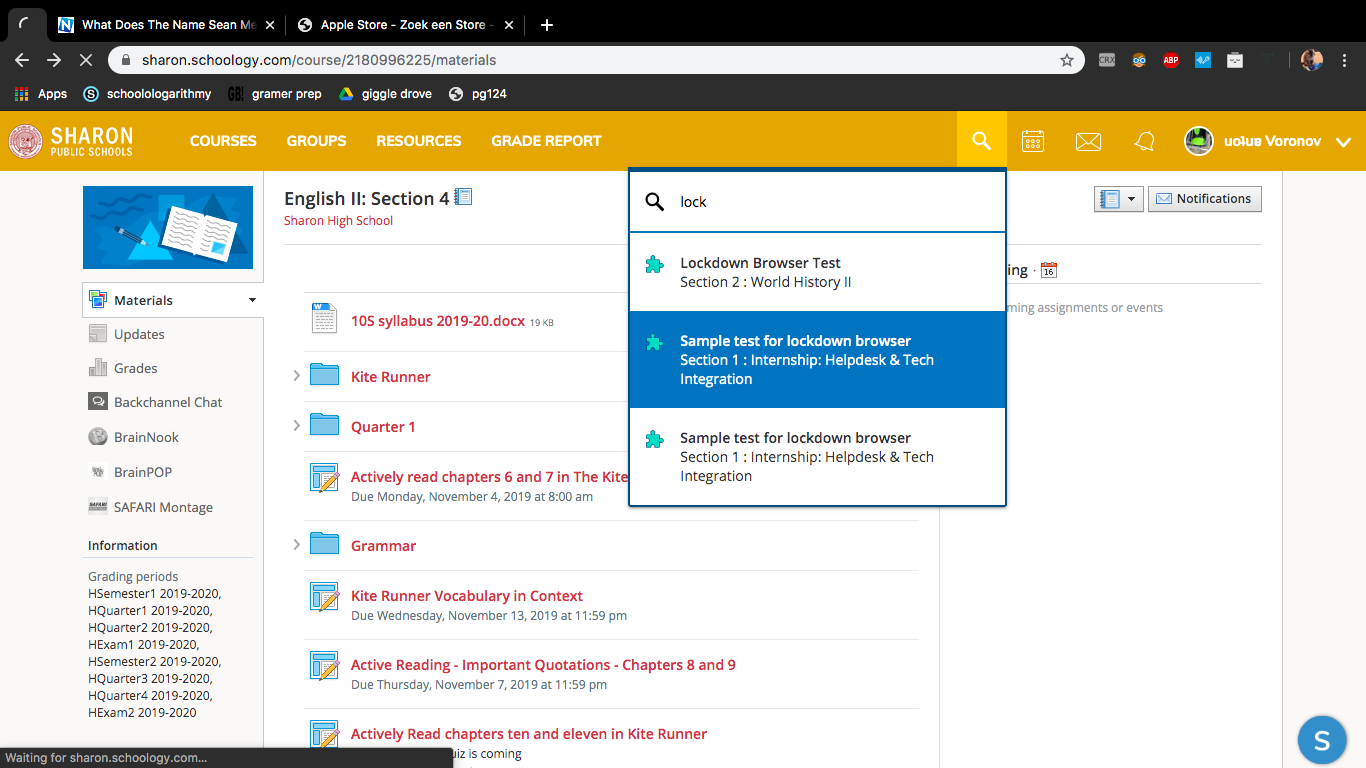 What Does The Name Sean Me
Apple Store - Zoek een Store -
sharon.schoology.com/course/2180996225/materials
CRX
ABP
Apps
schoolologarithmy
GB!
gramer prep
giggle drove
pg124
SHARON
PUBLIC SCHOOLS
COURSES
GROUPS
RESOURCES
GRADE REPORT
Voronov
English II: Section 4
Sharon High School
Notifications
lock
Lockdown Browser Test
Section 2 : World History II
Sample test for lockdown browser
Section 1 : Internship: Helpdesk & Tech
Integration
Sample test for lockdown browser
Section 1 : Internship: Helpdesk & Tech
Integration
ing · 16
ming assignments or events
Materials
Updates
Grades
Backchannel Chat
BrainNook
BrainPOP
SAFARI Montage
Information
Grading periods
HSemester1 2019-2020,
HQuarter1 2019-2020,
HQuarter2 2019-2020,
HExam1 2019-2020,
HSemester2 2019-2020,
HQuarter3 2019-2020,
HQuarter4 2019-2020,
HExam2 2019-2020
10S syllabus 2019-20.docx 19 KB
Kite Runner
Quarter 1
Actively read chapters 6 and 7 in The Kite
Due Monday, November 4, 2019 at 8:00 am
Grammar
Kite Runner Vocabulary in Context
Due Wednesday, November 13, 2019 at 11:59 pm
Active Reading - Important Quotations - Chapters 8 and 9
Due Thursday, November 7, 2019 at 11:59 pm
Actively Read chapters ten and eleven in Kite Runner
uiz is coming
Waiting for sharon.schoology.com...
S